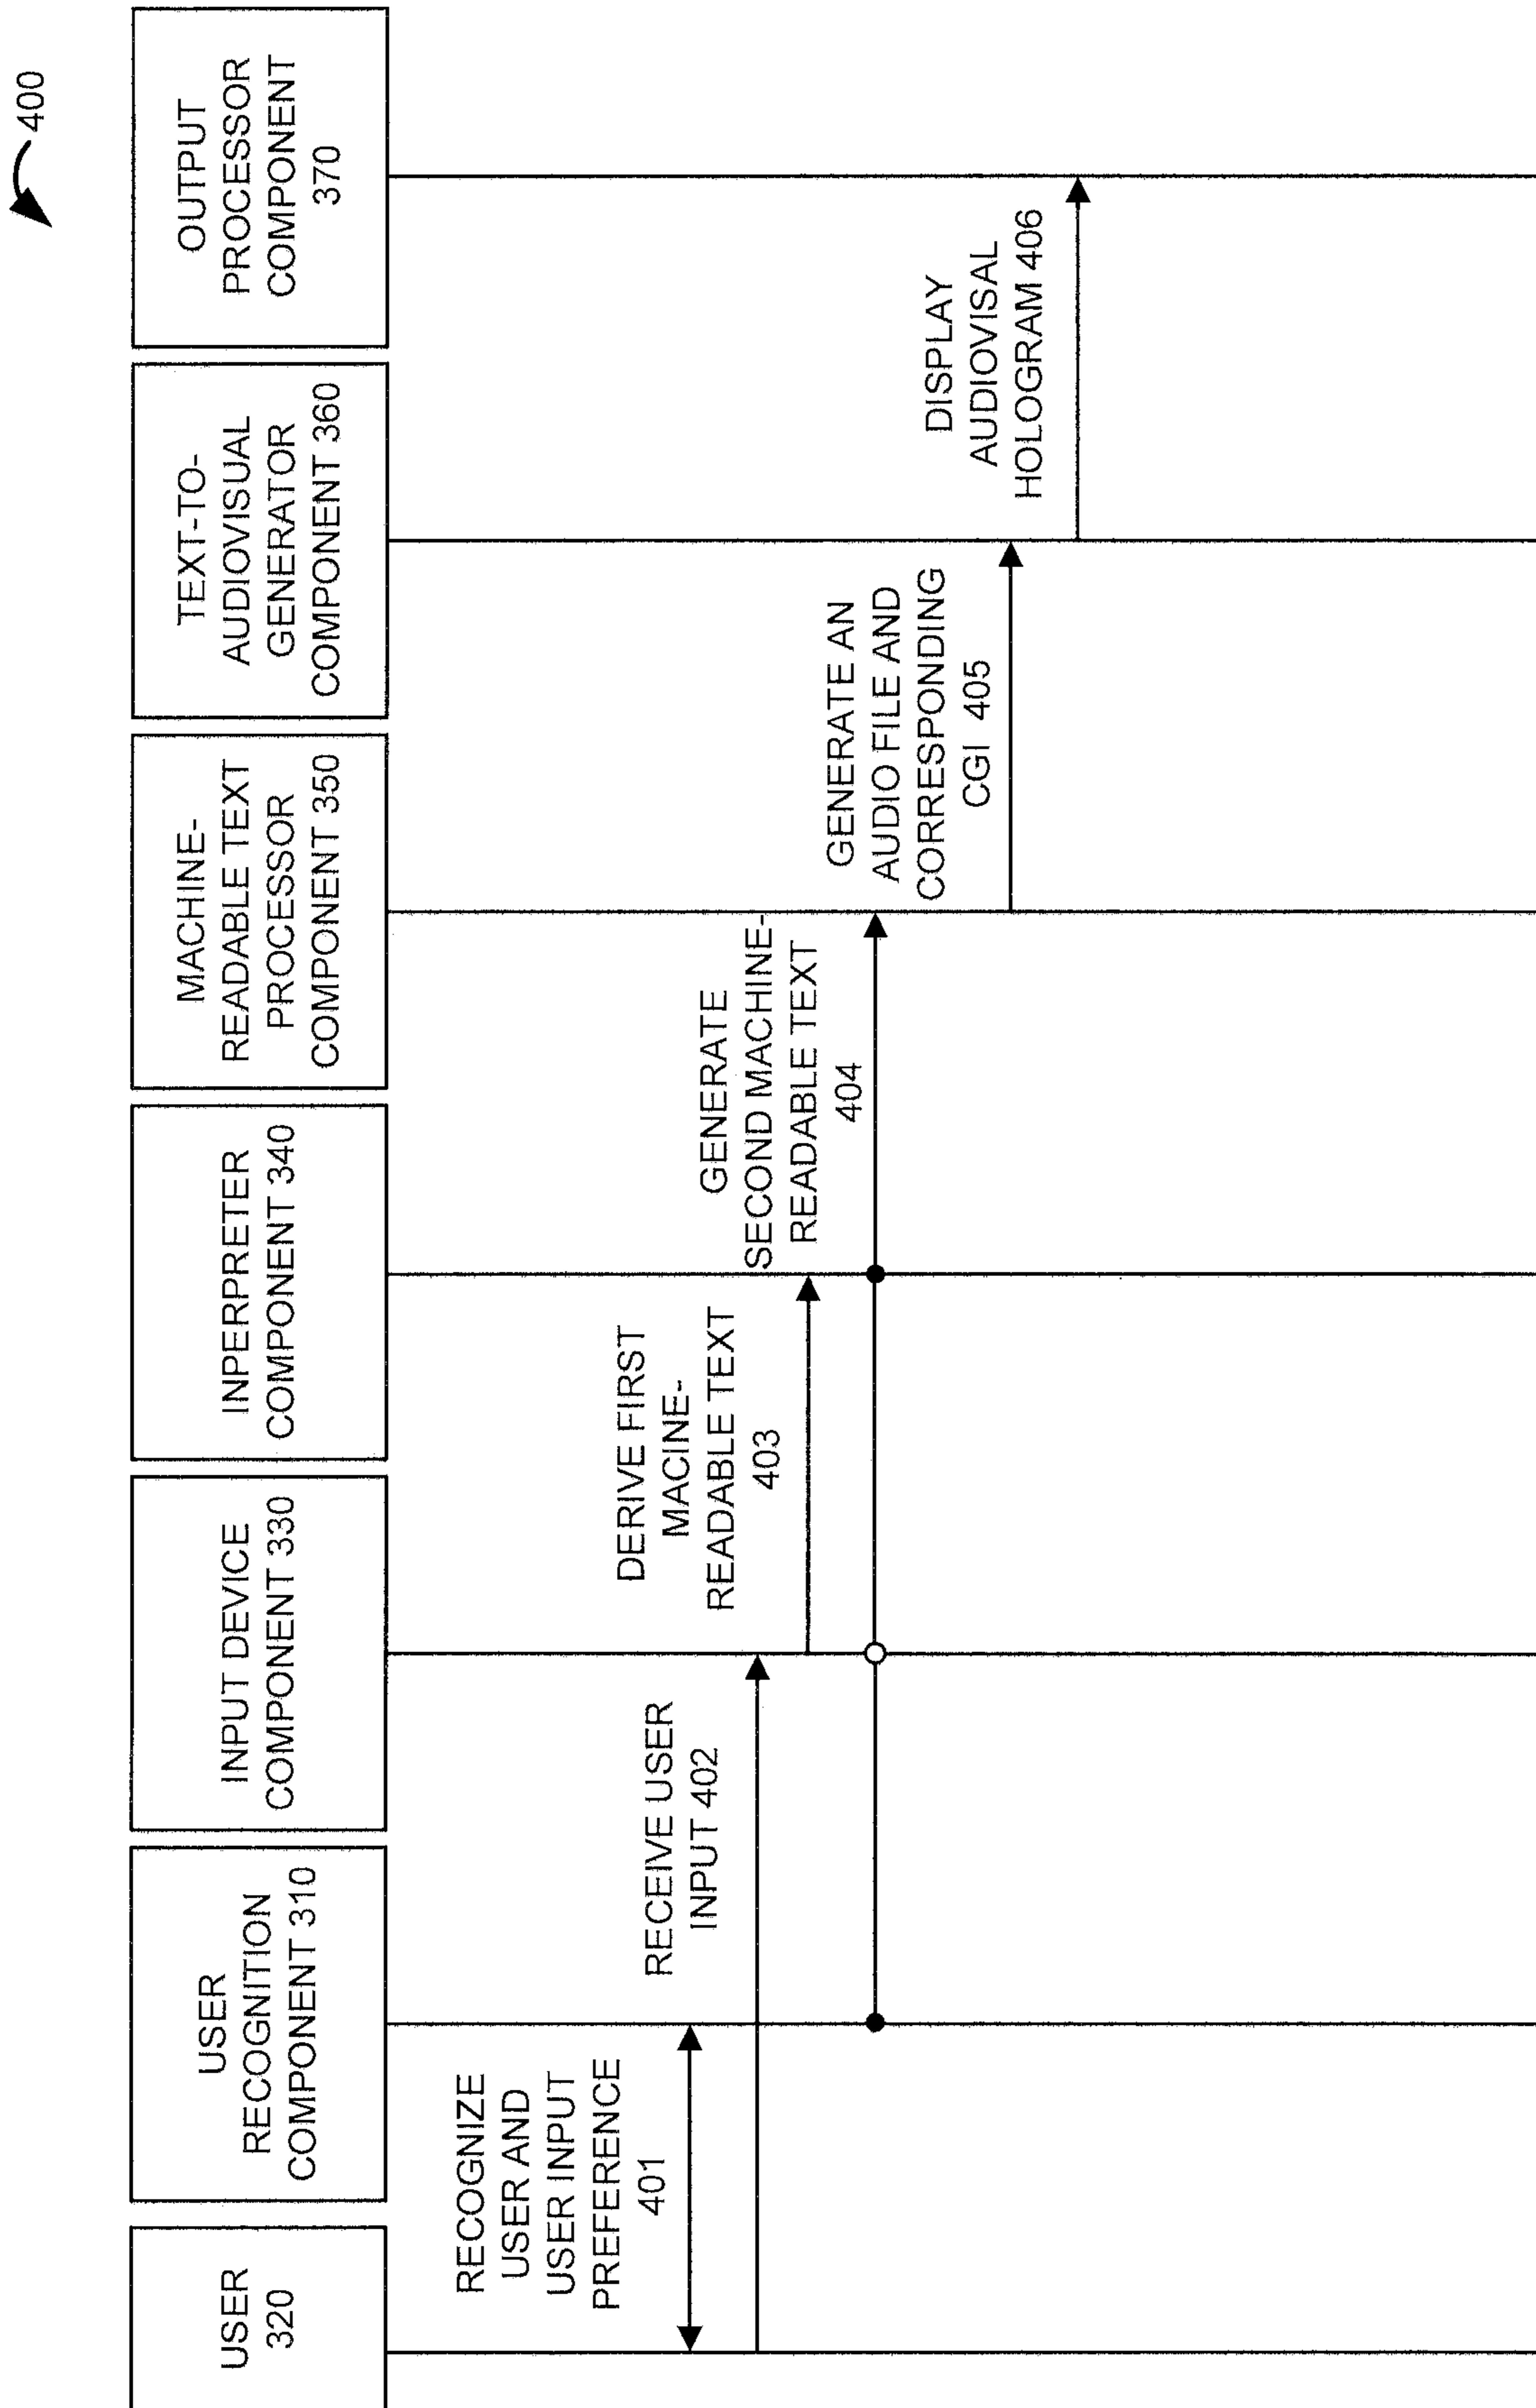 400
USER
320
USER
RECOGNITION
COMPONENT 310
INPUT DEVICE
COMPONENT 330
INPERPRETER
COMPONENT 340
MACHINE-
READABLE TEXT
PROCESSOR
COMPONENT 350
TEXT-TO-
AUDIOVISUAL
GENERATOR
COMPONENT 360
OUTPUT
PROCESSOR
COMPONENT
370
RECOGNIZE
USER AND
USER INPUT
PREFERENCE
401
RECEIVE USER
INPUT 402
DERIVE FIRST
MACINE-
READABLE TEXT
403
GENERATE
SECOND MACHINE-
READABLE TEXT
404
GENERATE AN
AUDIO FILE AND
CORRESPONDING
CGI 405
DISPLAY
AUDIOVISAL
HOLOGRAM 406